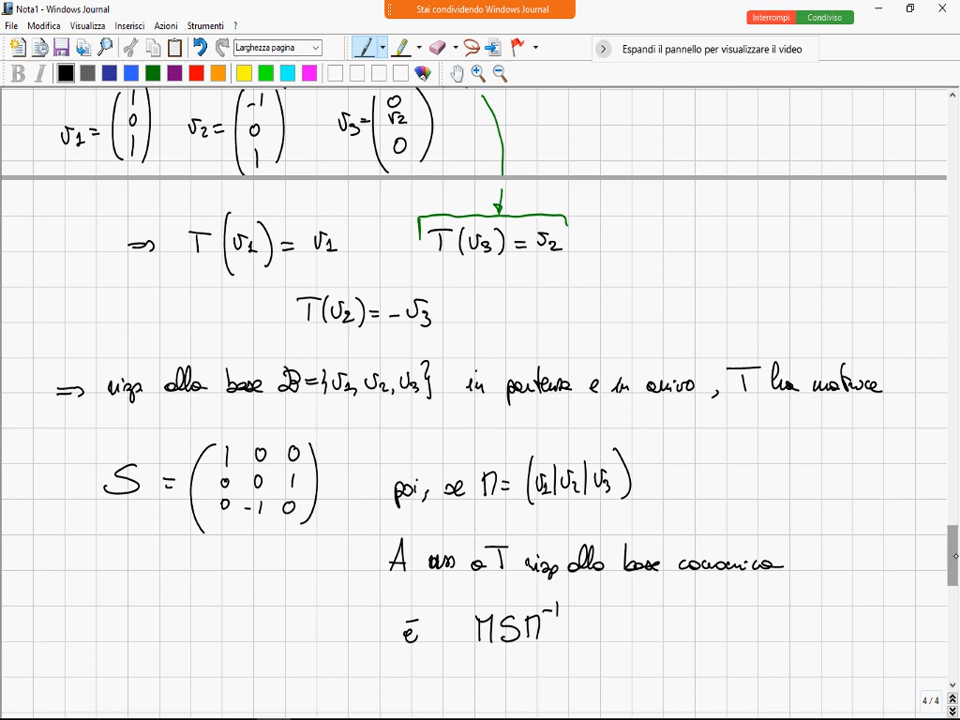 Nota1 - Windows Journal
Stai condividendo Windows Journal
Interrompi Condiviso
File Modifica Visualizza Inserisci Azioni Strumenti ?
Larghezza pagina
Espandi il pannello per visualizzare il video
B I
v1 = (1 0 1) v2 = (-1 0 1) v3 = (0 √2 0)
⇒ T(v1) = v1 T(v3) = v2
T(v2) = -v3
⇒ risp alla base B = {v1, v2, v3} in partenza e in arrivo, T ha matrice
S = (1 0 0
0 0 1
0 -1 0) poi, se M = (v1|v2|v3)
A ass a T risp alla base canonica
è MSM⁻¹
4 / 4